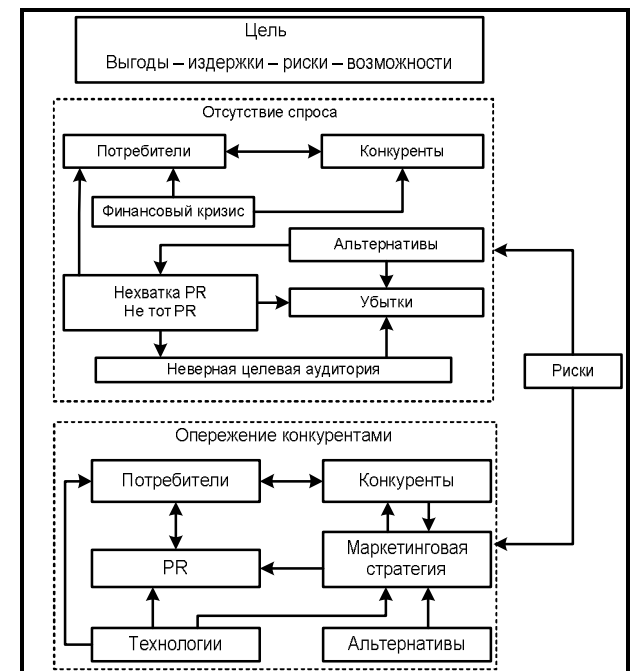 Цель
Выгоды – издержки – риски – возможности
Отсутствие спроса
Потребители
Конкуренты
Финансовый кризис
Альтернативы
Нехватка PR
Не тот PR
Убытки
Неверная целевая аудитория
Риски
Опережение конкурентами
Потребители
Конкуренты
PR
Маркетинговая
стратегия
Технологии
Альтернативы